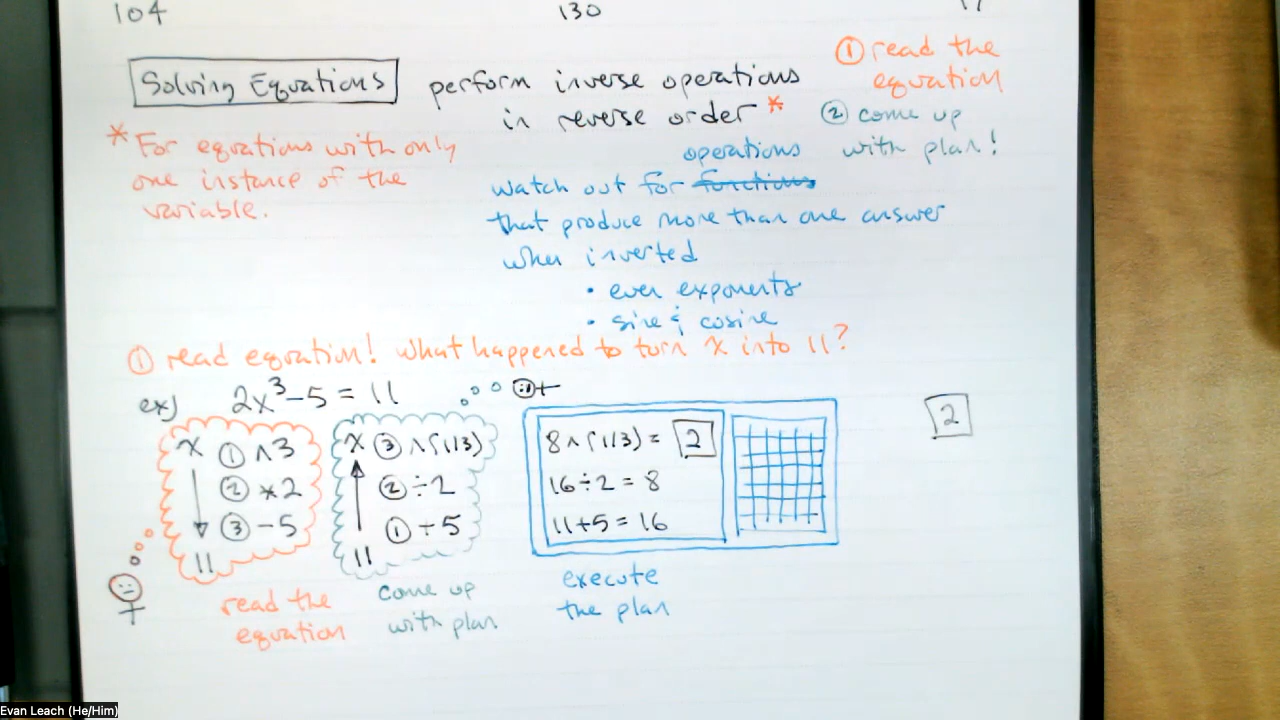 104 130
Solving Equations perform inverse operations
in reverse order *
① read the
equation
② come up
with plan!
* For equations with only
one instance of the
variable.
operations
watch out for functions
that produce more than one answer
when inverted
• even exponents
• sine & cosine
① read equation! What happened to turn x into 11?
ex) 2x³-5 = 11
x ① ^3
② *2
③ -5
11
x ③ ^(1/3)
② ÷2
① +5
11
8^(1/3) = 2
16÷2 = 8
11+5 = 16
2
read the
equation
come up
with plan
execute
the plan
Evan Leach (He/Him)